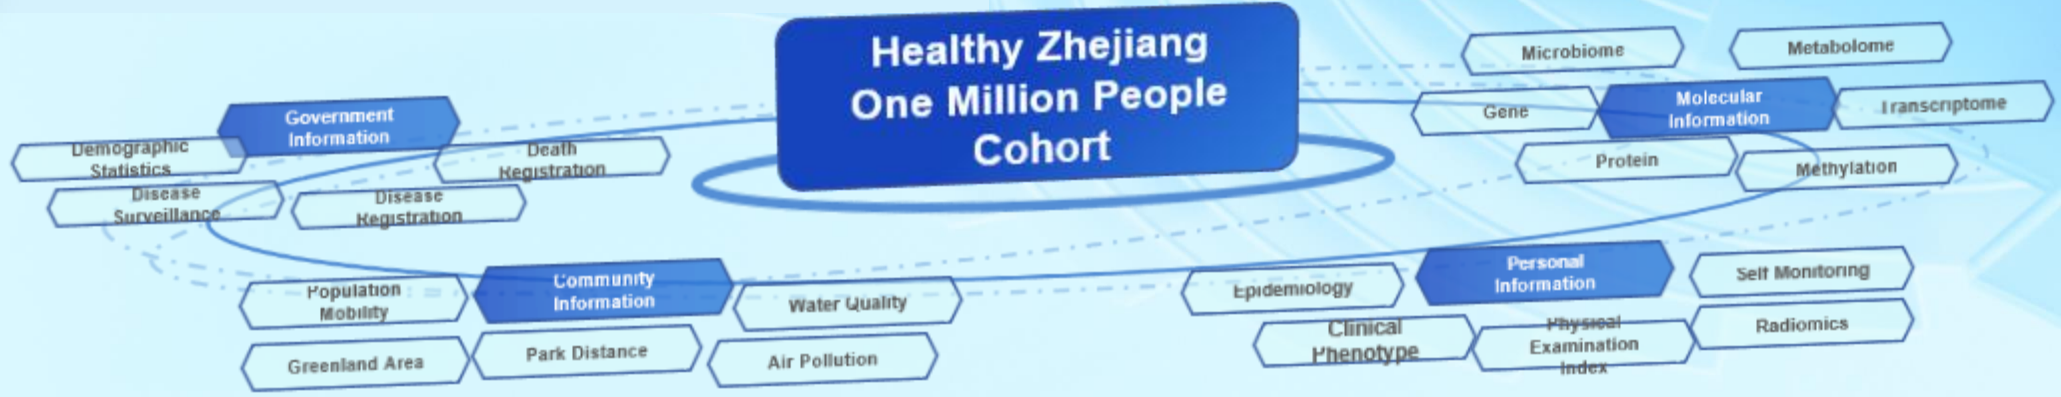 Healthy Zhejiang
One Million People
Cohort
Government
Information
Demographic
Statistics
Death
Registration
Disease
Surveillance
Disease
Registration
Community
Information
Population
Mobility
Water Quality
Greenland Area
Park Distance
Air Pollution
Microbiome
Metabolome
Gene
Molecular
Information
Transcriptome
Protein
Methylation
Personal
Information
Epidemiology
Self Monitoring
Clinical
Phenotype
Physical
Examination
Index
Radiomics